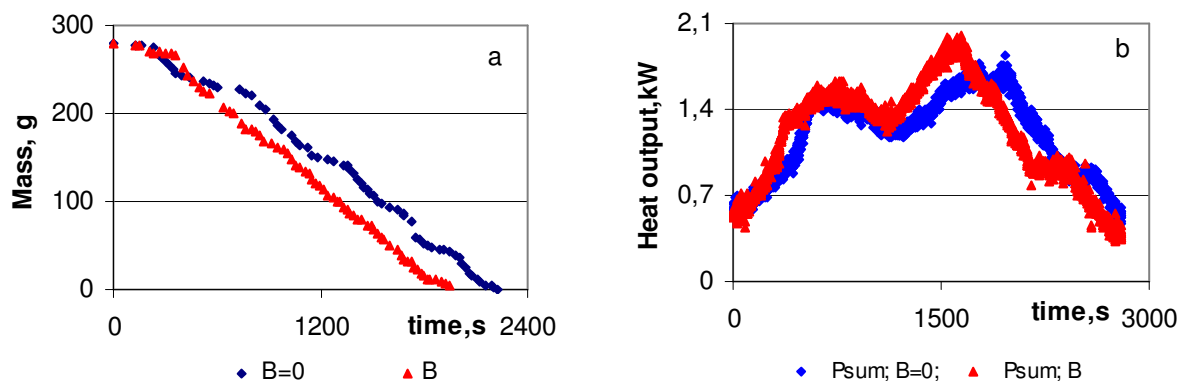 300
200
100
0
Mass, g
a
0
1200
time,s
2400
B=0
B
2,1
1,4
0,7
0
Heat output,kW
b
0
1500
time,s
3000
Psum; B=0;
Psum; B